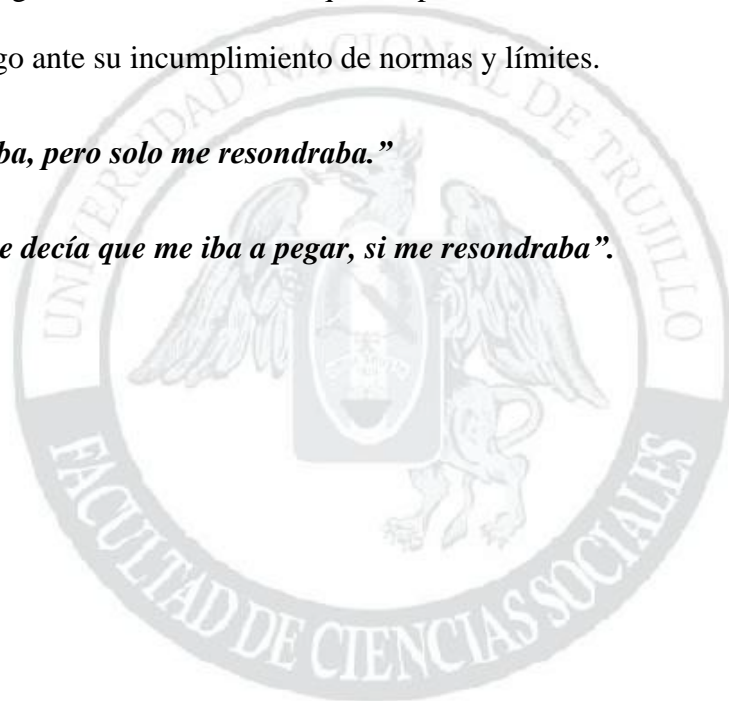 go ante su incumplimiento de normas y límites.
ba, pero solo me resondraba.”
e decía que me iba a pegar, si me resondraba”.
UNIVERSIDAD NACIONAL DE TRUJILLO
FACULTAD DE CIENCIAS SOCIALES